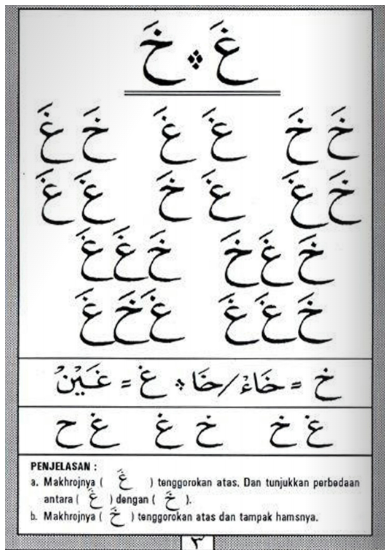 غَ ❖ خَ
خَ خَ غَ غَ خَ غَ
خَ غَ غَ خَ غَ غَ
خَ غَ خَ خَ غَ غَ
خَ غَ غَ غَ خَ غَ
خ = خَاءْ/خَا ❖ غ = غَيْنْ
غ خ خ غ غ ح
PENJELASAN :
a. Makhrojnya ( غَ ) tenggorokan atas. Dan tunjukkan perbedaan
antara ( غَ ) dengan ( خَ ).
b. Makhrojnya ( خَ ) tenggorokan atas dan tampak hamsnya.
٣